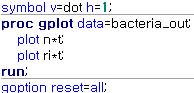 symbol v=dot h=1;
proc gplot data=bacteria_out;
plot n*t;
plot ri*t;
run;
goption reset=all;